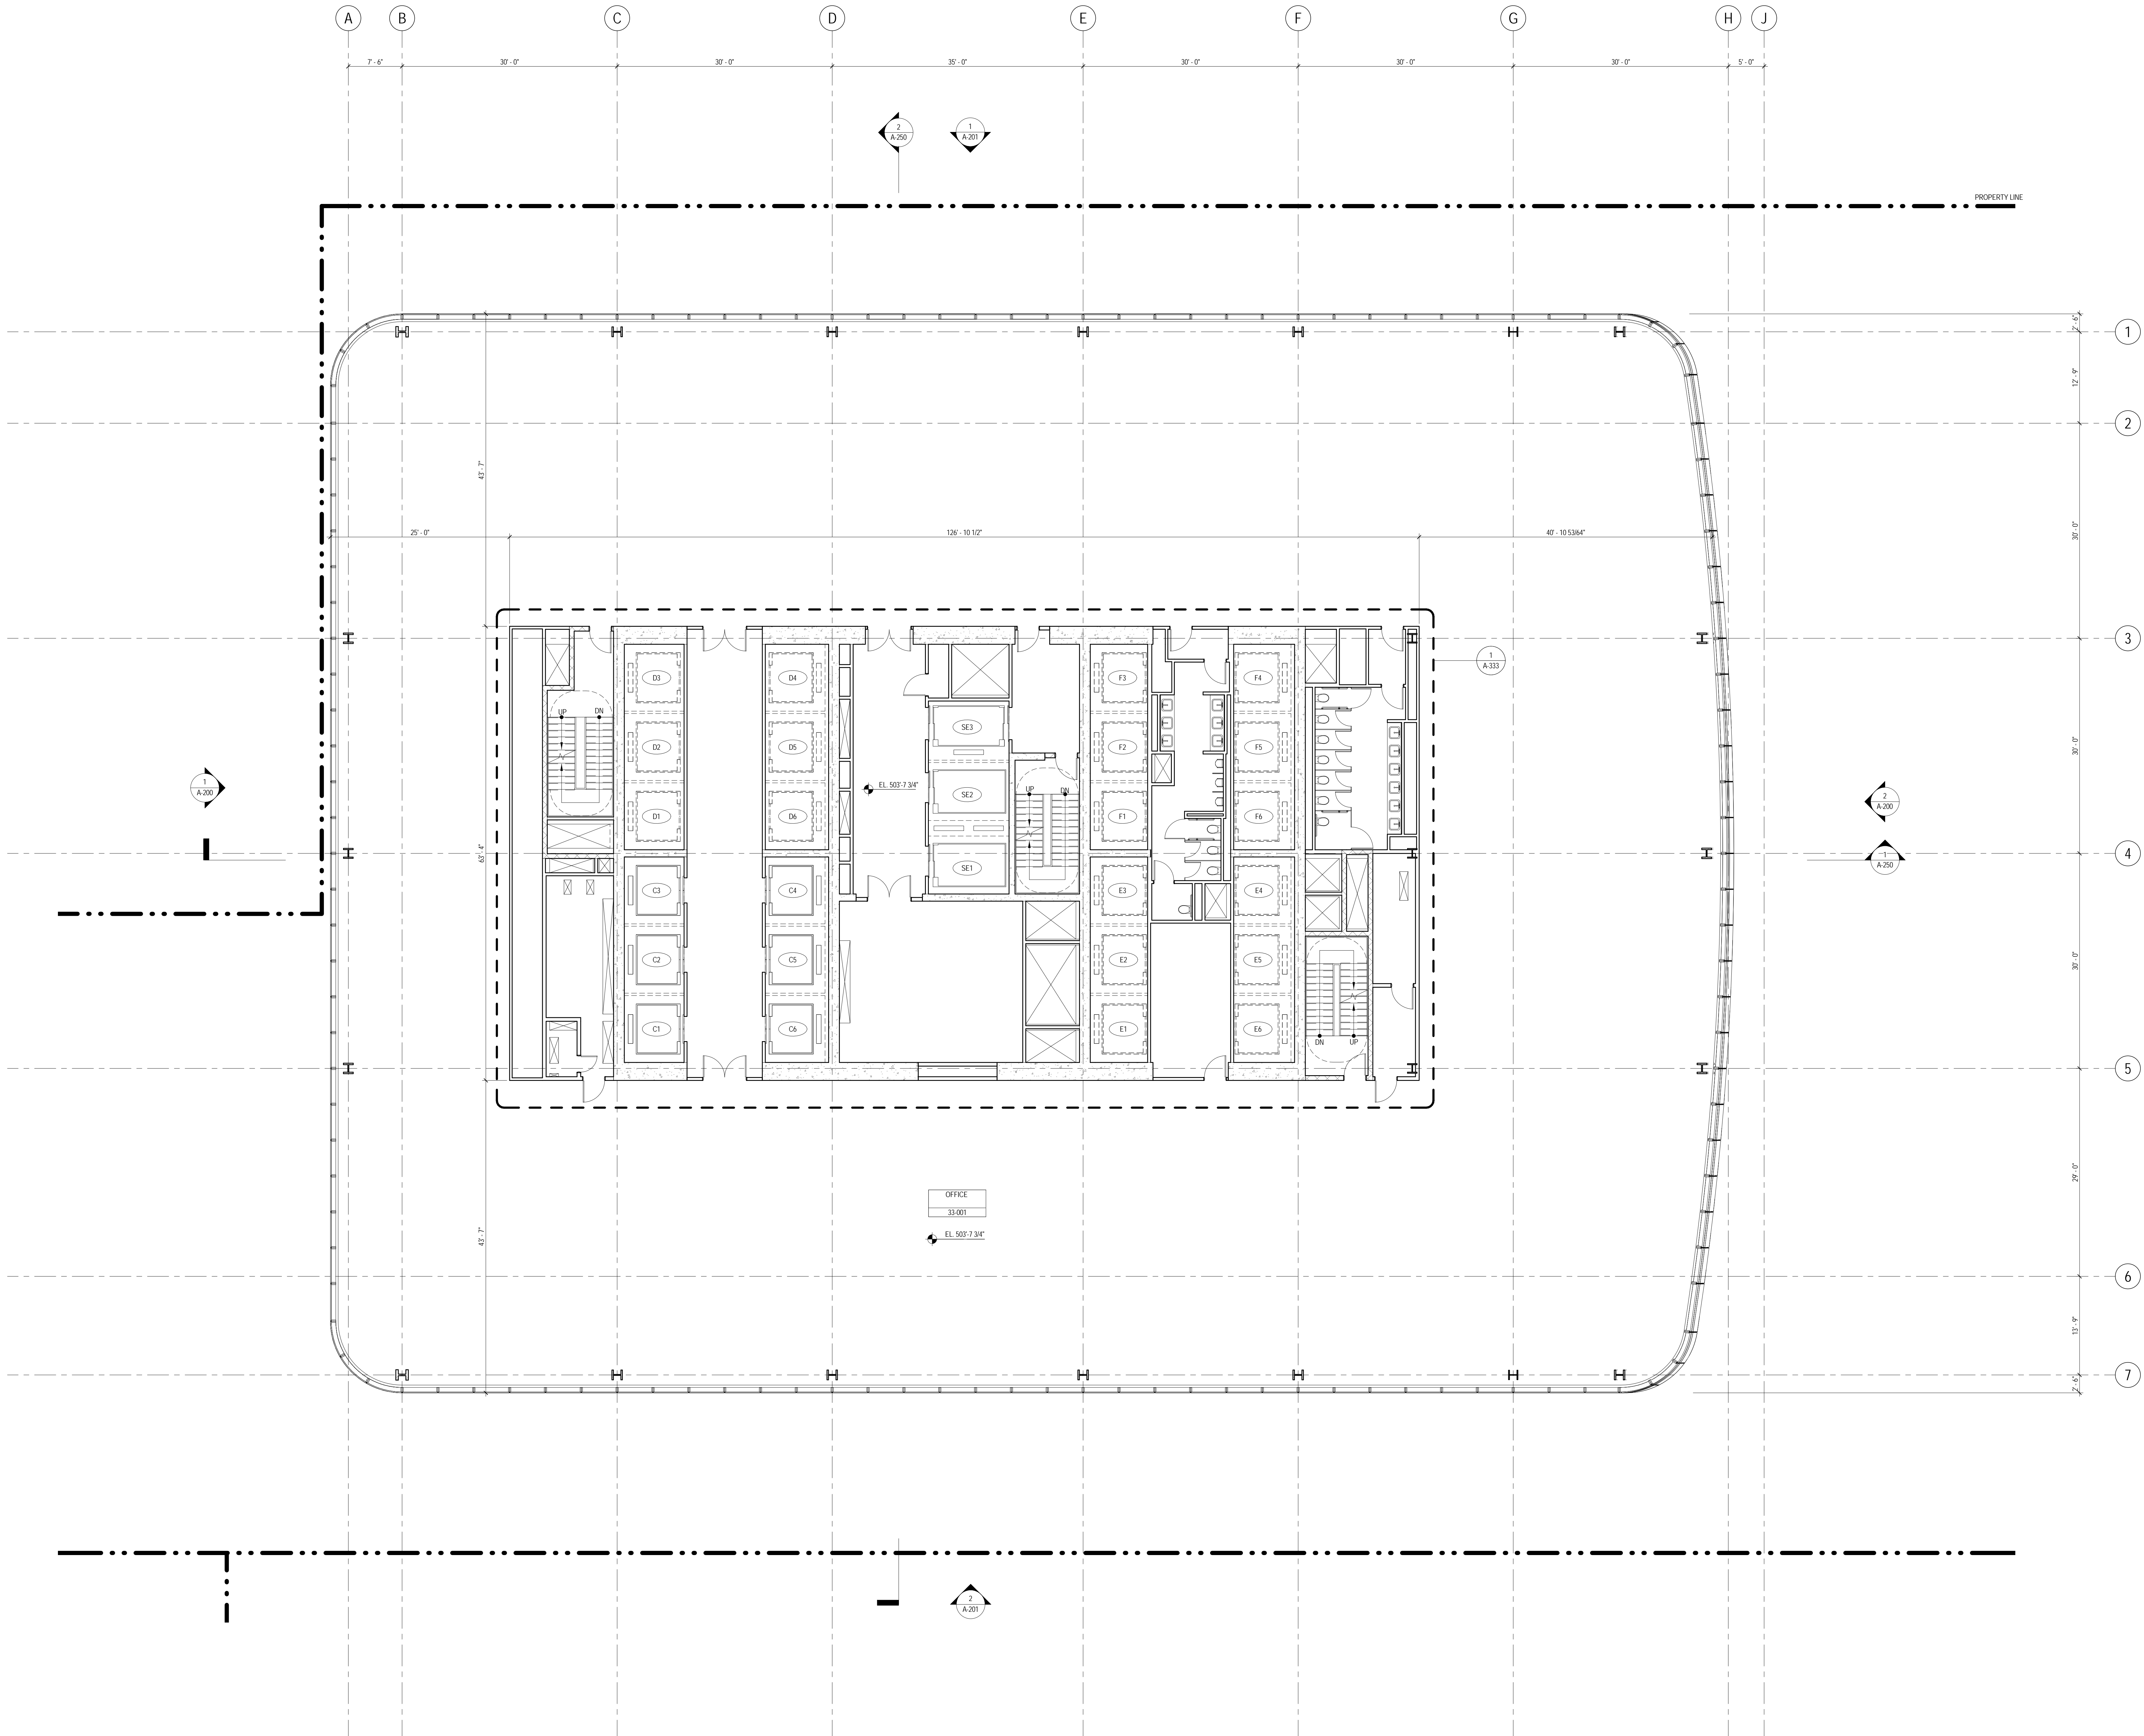 A B C D E F G H J
7' - 6" 30' - 0" 30' - 0" 35' - 0" 30' - 0" 30' - 0" 30' - 0" 5' - 0"
2
A-250
1
A-201
PROPERTY LINE
2' - 6"
1
12' - 9"
2
43' - 7"
25' - 0" 126' - 10 1/2" 40' - 10 53/64"
30' - 0"
3
1
A-333
D3 D4 F3 F4
UP DN
SE3
D2 D5 F2 F5
30' - 0"
1
A-200
EL. 503'-7 3/4"
SE2
UP DN
2
A-200
D1 D6 F1 F6
63' - 4"
4
1
A-250
SE1
C3 C4 E3 E4
C2 C5 E2 E5
30' - 0"
C1 C6 E1 E6
DN UP
5
29' - 0"
OFFICE
33-001
43' - 7"
EL. 503'-7 3/4"
6
13' - 9"
7
2' - 6"
2
A-201